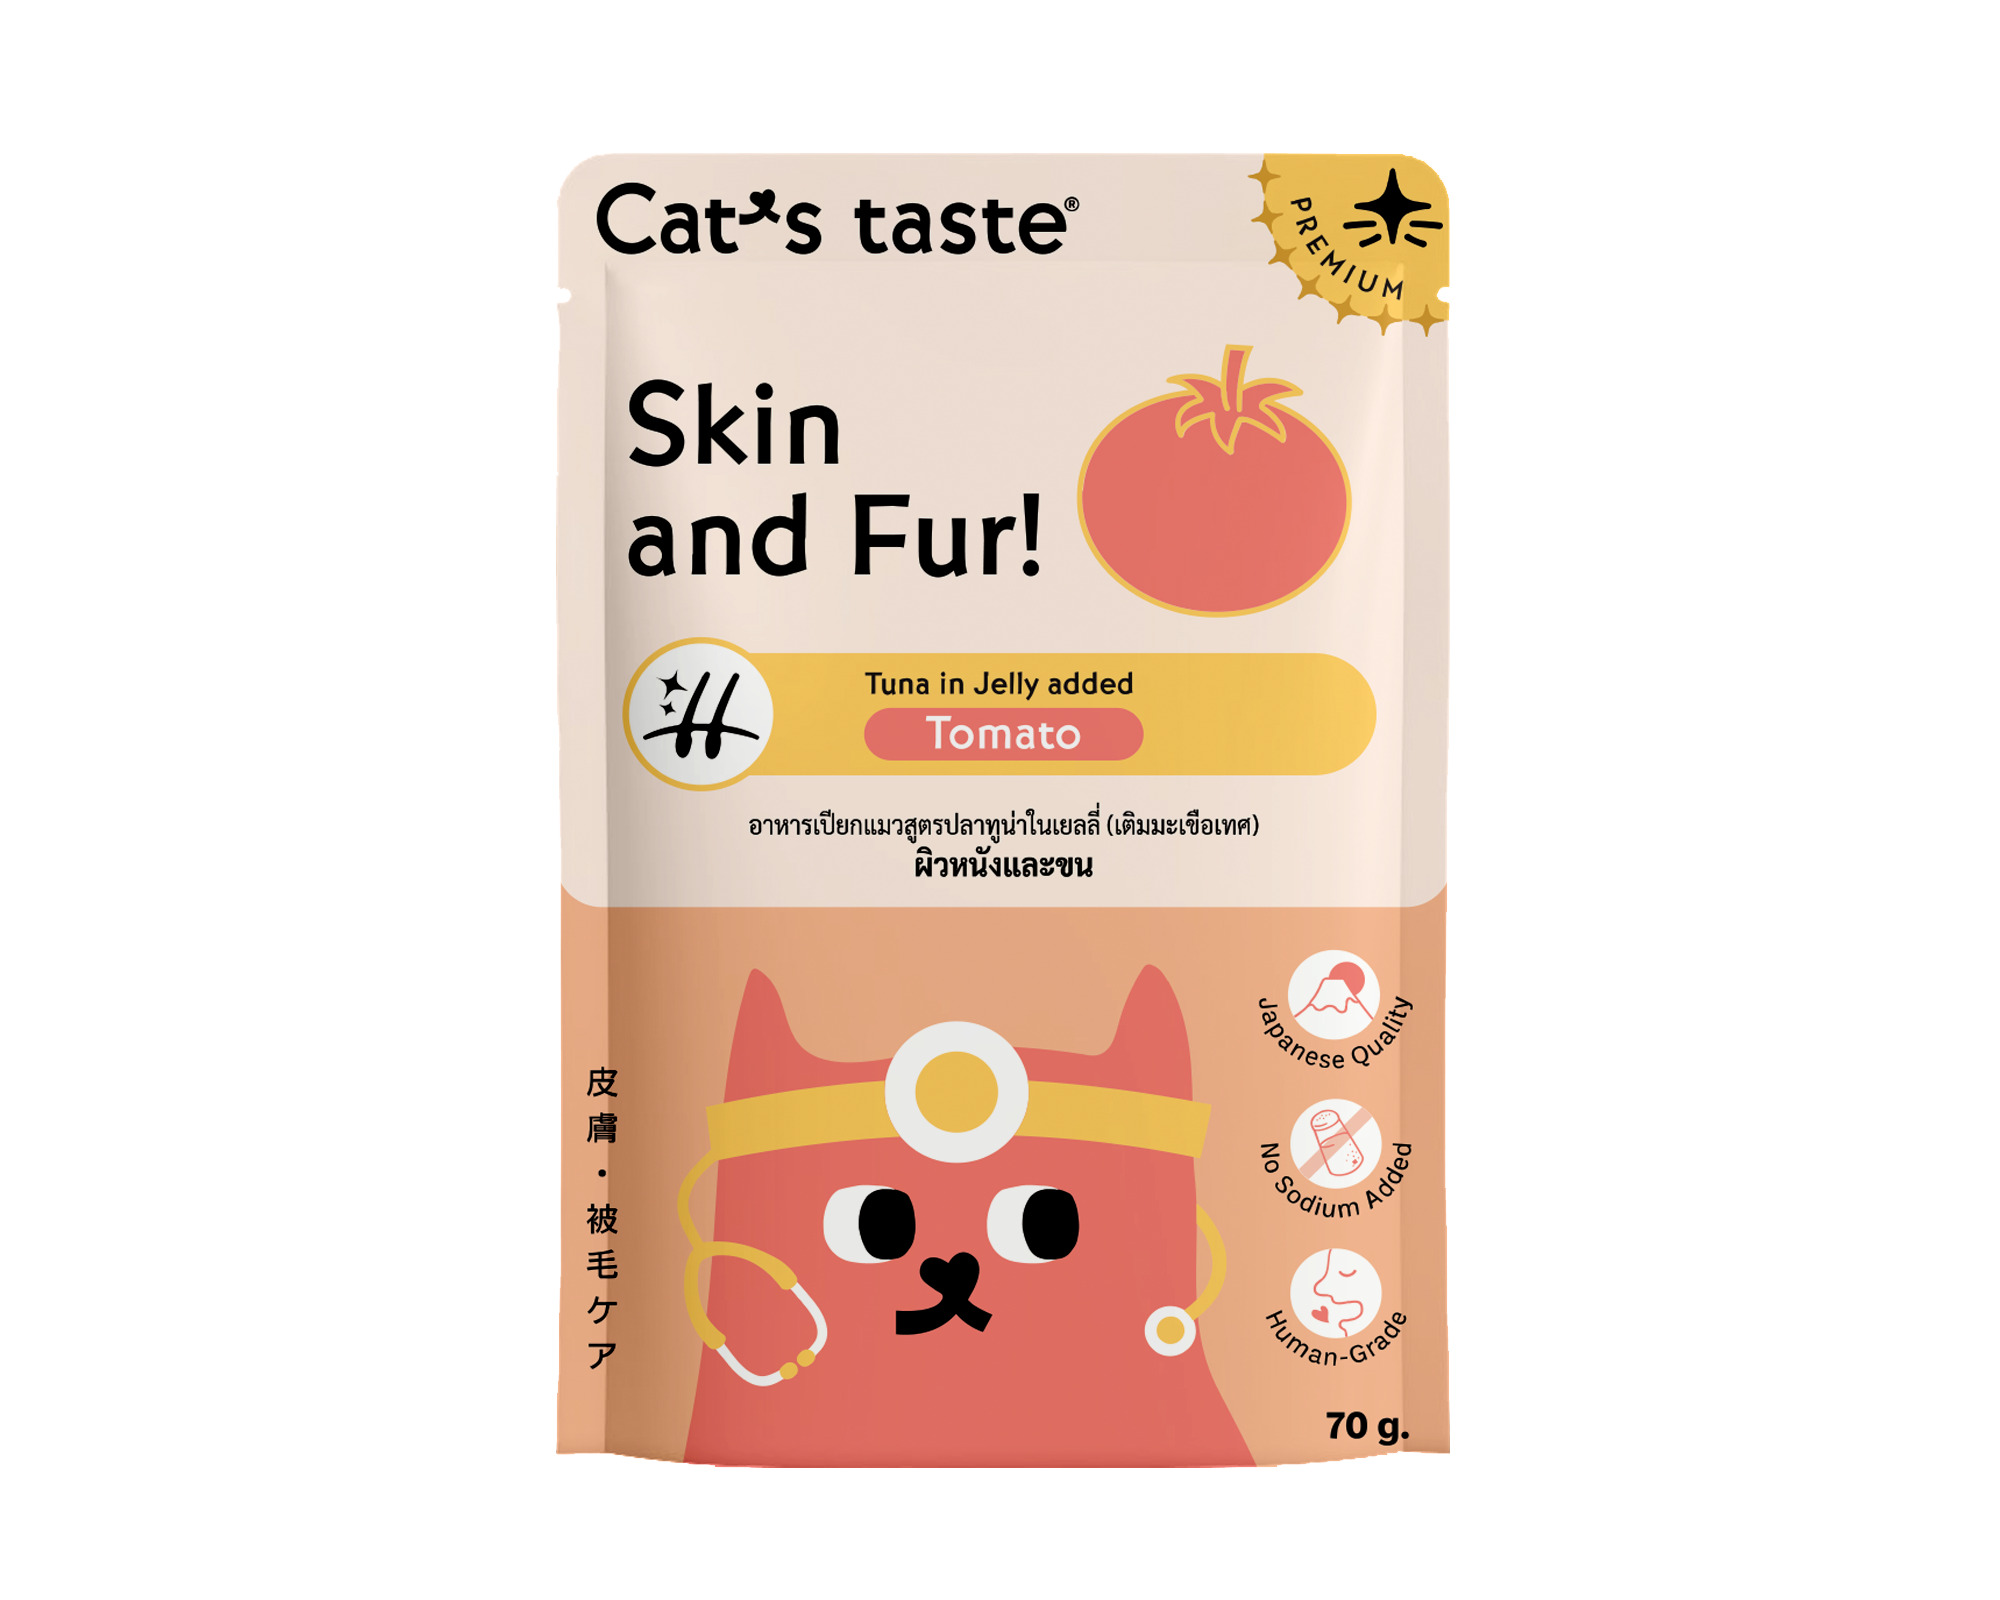 Cat's taste®
PREMIUM
Skin
and Fur!
Tuna in Jelly added
Tomato
อาหารเปียกแมวสูตรปลาทูน่าในเยลลี่ (เติมมะเขือเทศ)
ผิวหนังและขน
皮膚・被毛ケア
Japanese Quality
No Sodium Added
Human-Grade
70 g.